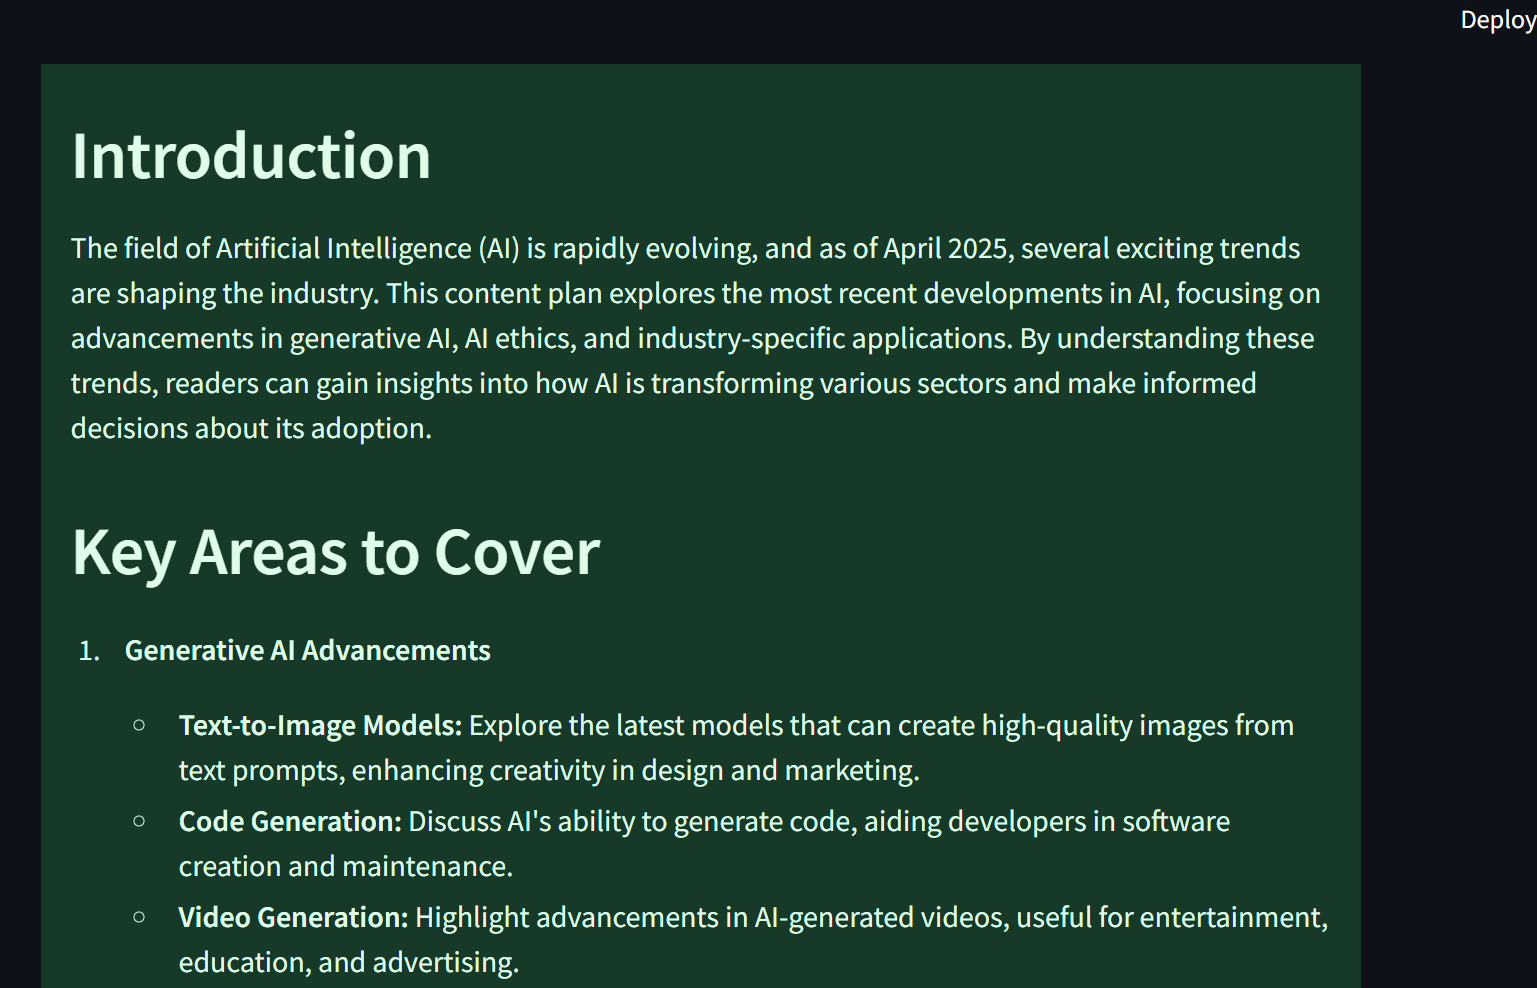 Deploy
Introduction
The field of Artificial Intelligence (AI) is rapidly evolving, and as of April 2025, several exciting trends
are shaping the industry. This content plan explores the most recent developments in AI, focusing on
advancements in generative AI, AI ethics, and industry-specific applications. By understanding these
trends, readers can gain insights into how AI is transforming various sectors and make informed
decisions about its adoption.
Key Areas to Cover
1. Generative AI Advancements
○ Text-to-Image Models: Explore the latest models that can create high-quality images from
text prompts, enhancing creativity in design and marketing.
○ Code Generation: Discuss AI's ability to generate code, aiding developers in software
creation and maintenance.
○ Video Generation: Highlight advancements in AI-generated videos, useful for entertainment,
education, and advertising.